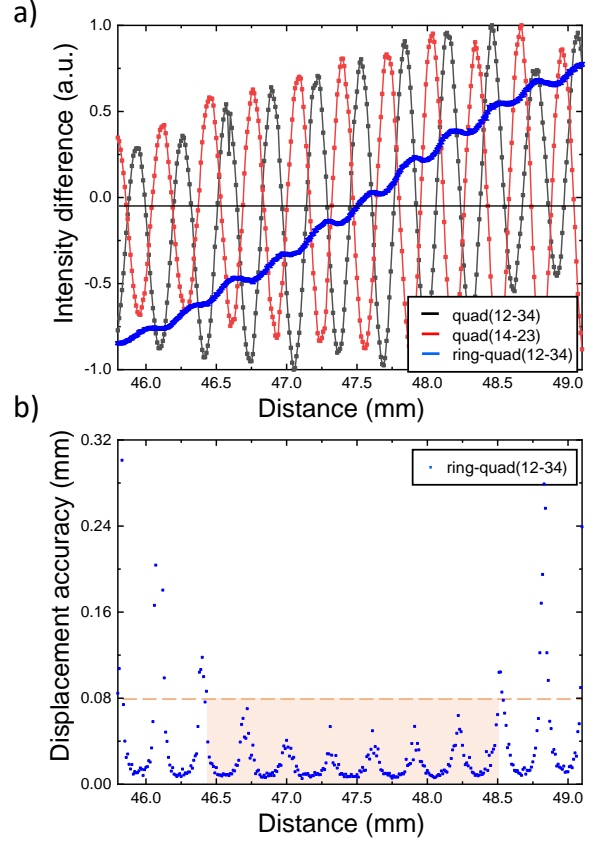 a)
Intensity difference (a.u.)
1.0
0.5
0.0
-0.5
-1.0
quad(12-34)
quad(14-23)
ring-quad(12-34)
46.0 46.5 47.0 47.5 48.0 48.5 49.0
Distance (mm)
b)
Displacement accuracy (mm)
0.32
0.24
0.16
0.08
0.00
ring-quad(12-34)
46.0 46.5 47.0 47.5 48.0 48.5 49.0
Distance (mm)